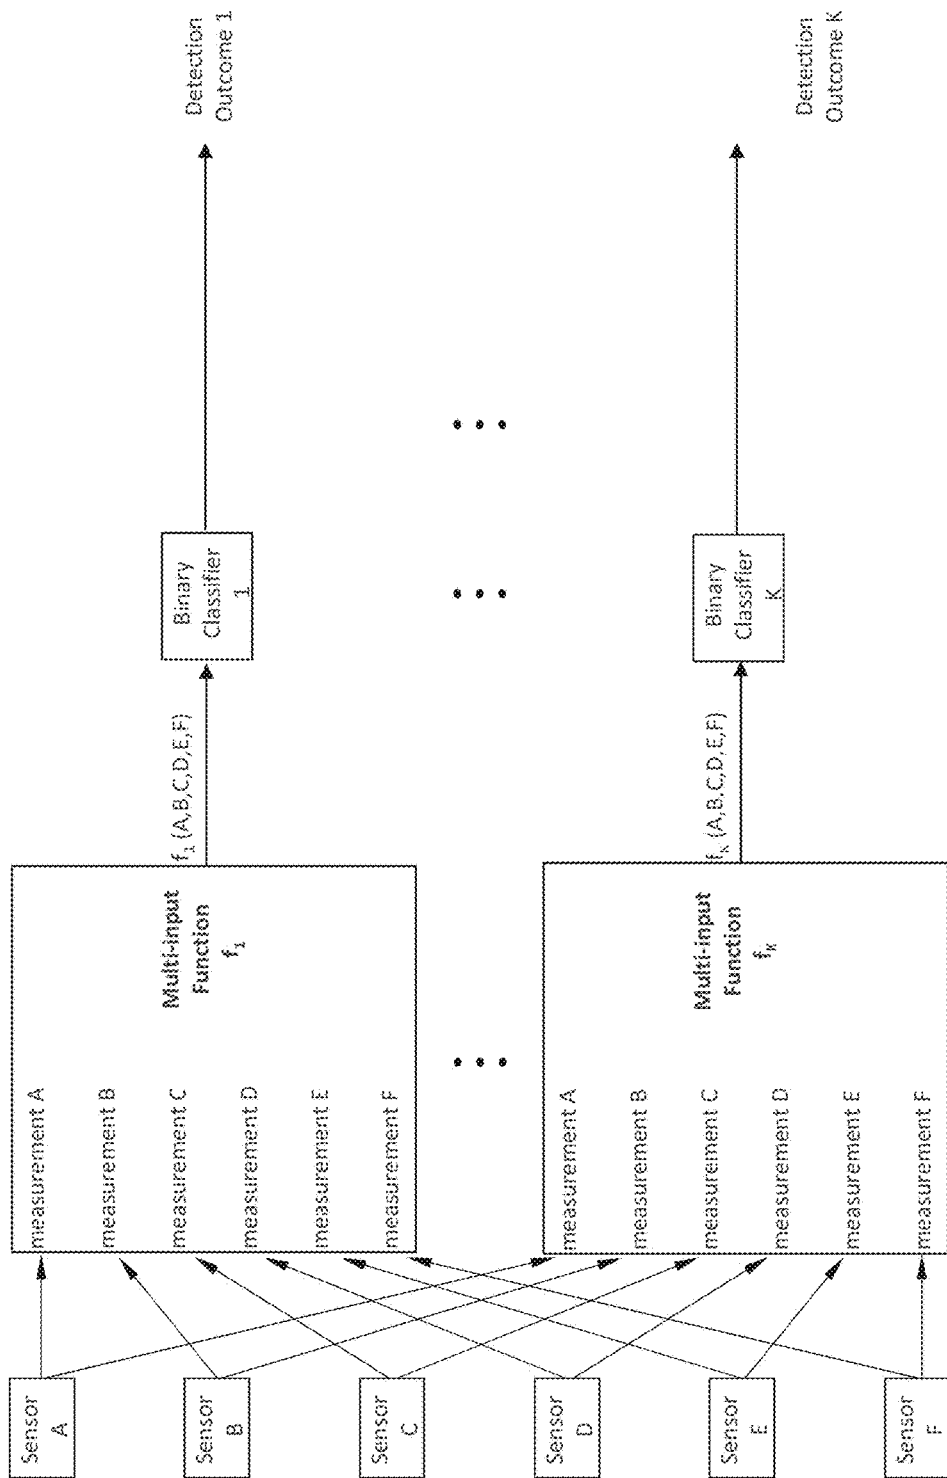 Sensor
A
Sensor
B
Sensor
C
Sensor
D
Sensor
E
Sensor
F
measurement A
measurement B
measurement C
measurement D
measurement E
measurement F
Multi-input
Function
f₁
f₁ (A,B,C,D,E,F)
Binary
Classifier
1
Detection
Outcome 1
measurement A
measurement B
measurement C
measurement D
measurement E
measurement F
Multi-input
Function
fK
fK (A,B,C,D,E,F)
Binary
Classifier
K
Detection
Outcome K